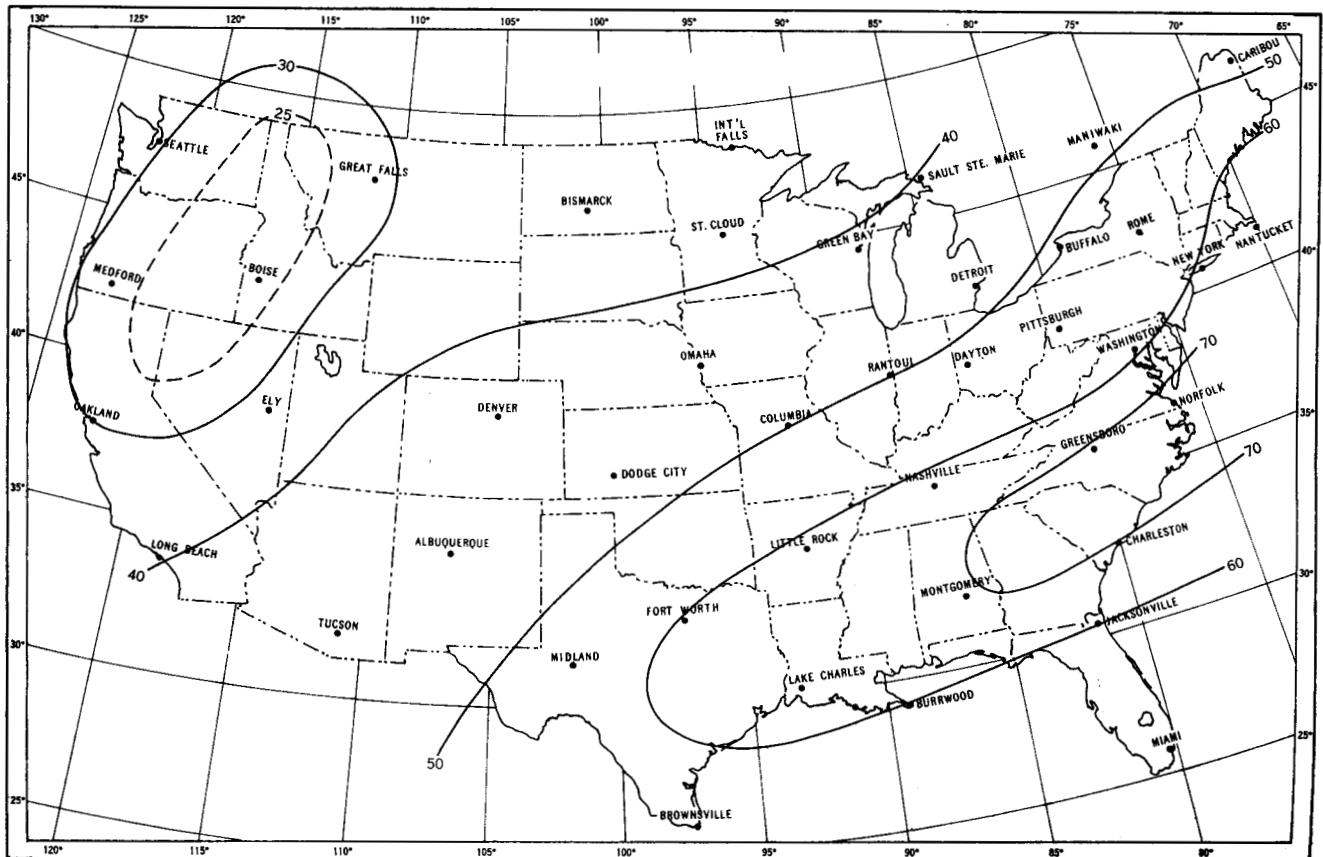 130° 125° 120° 115° 110° 105° 100° 95° 90° 85° 80° 75° 70° 65°
30
25
40
50
60
45°
45°
CARIBOU
MANIWAKI
INT'L
FALLS
SEATTLE
GREAT FALLS
SAULT STE. MARIE
BISMARCK
ST. CLOUD
GREEN BAY
BUFFALO
ROME
NEW YORK
NANTUCKET
40°
MEDFORD
BOISE
DETROIT
PITTSBURGH
WASHINGTON
40°
70
OMAHA
RANTOUL
DAYTON
NORFOLK
35°
OAKLAND
ELY
DENVER
COLUMBIA
GREENSBORO
70
DODGE CITY
NASHVILLE
35°
LONG BEACH
40
ALBUQUERQUE
LITTLE ROCK
CHARLESTON
30°
MONTGOMERY
60
FORT WORTH
JACKSONVILLE
TUCSON
30°
MIDLAND
LAKE CHARLES
BURRWOOD
25°
MIAMI
50
25°
BROWNSVILLE
120° 115° 110° 105° 100° 95° 90° 85° 80° 75°